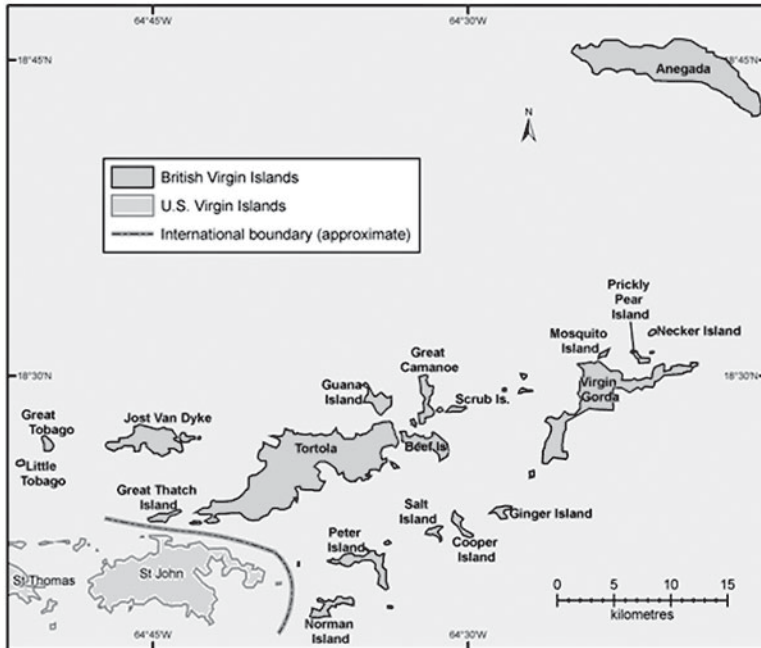 64°45'W
64°30'W
18°45'N
18°45'N
Anegada
N
British Virgin Islands
U.S. Virgin Islands
International boundary (approximate)
Prickly
Pear
Island
Mosquito
Island
Necker Island
Great
Camanoe
18°30'N
18°30'N
Guana
Island
Scrub Is.
Virgin
Gorda
Great
Tobago
Jost Van Dyke
Tortola
Beef Is
Little
Tobago
Great Thatch
Island
Salt
Island
Ginger Island
Cooper
Island
Peter
Island
St Thomas
St John
0 5 10 15
kilometres
Norman
Island
64°45'W
64°30'W